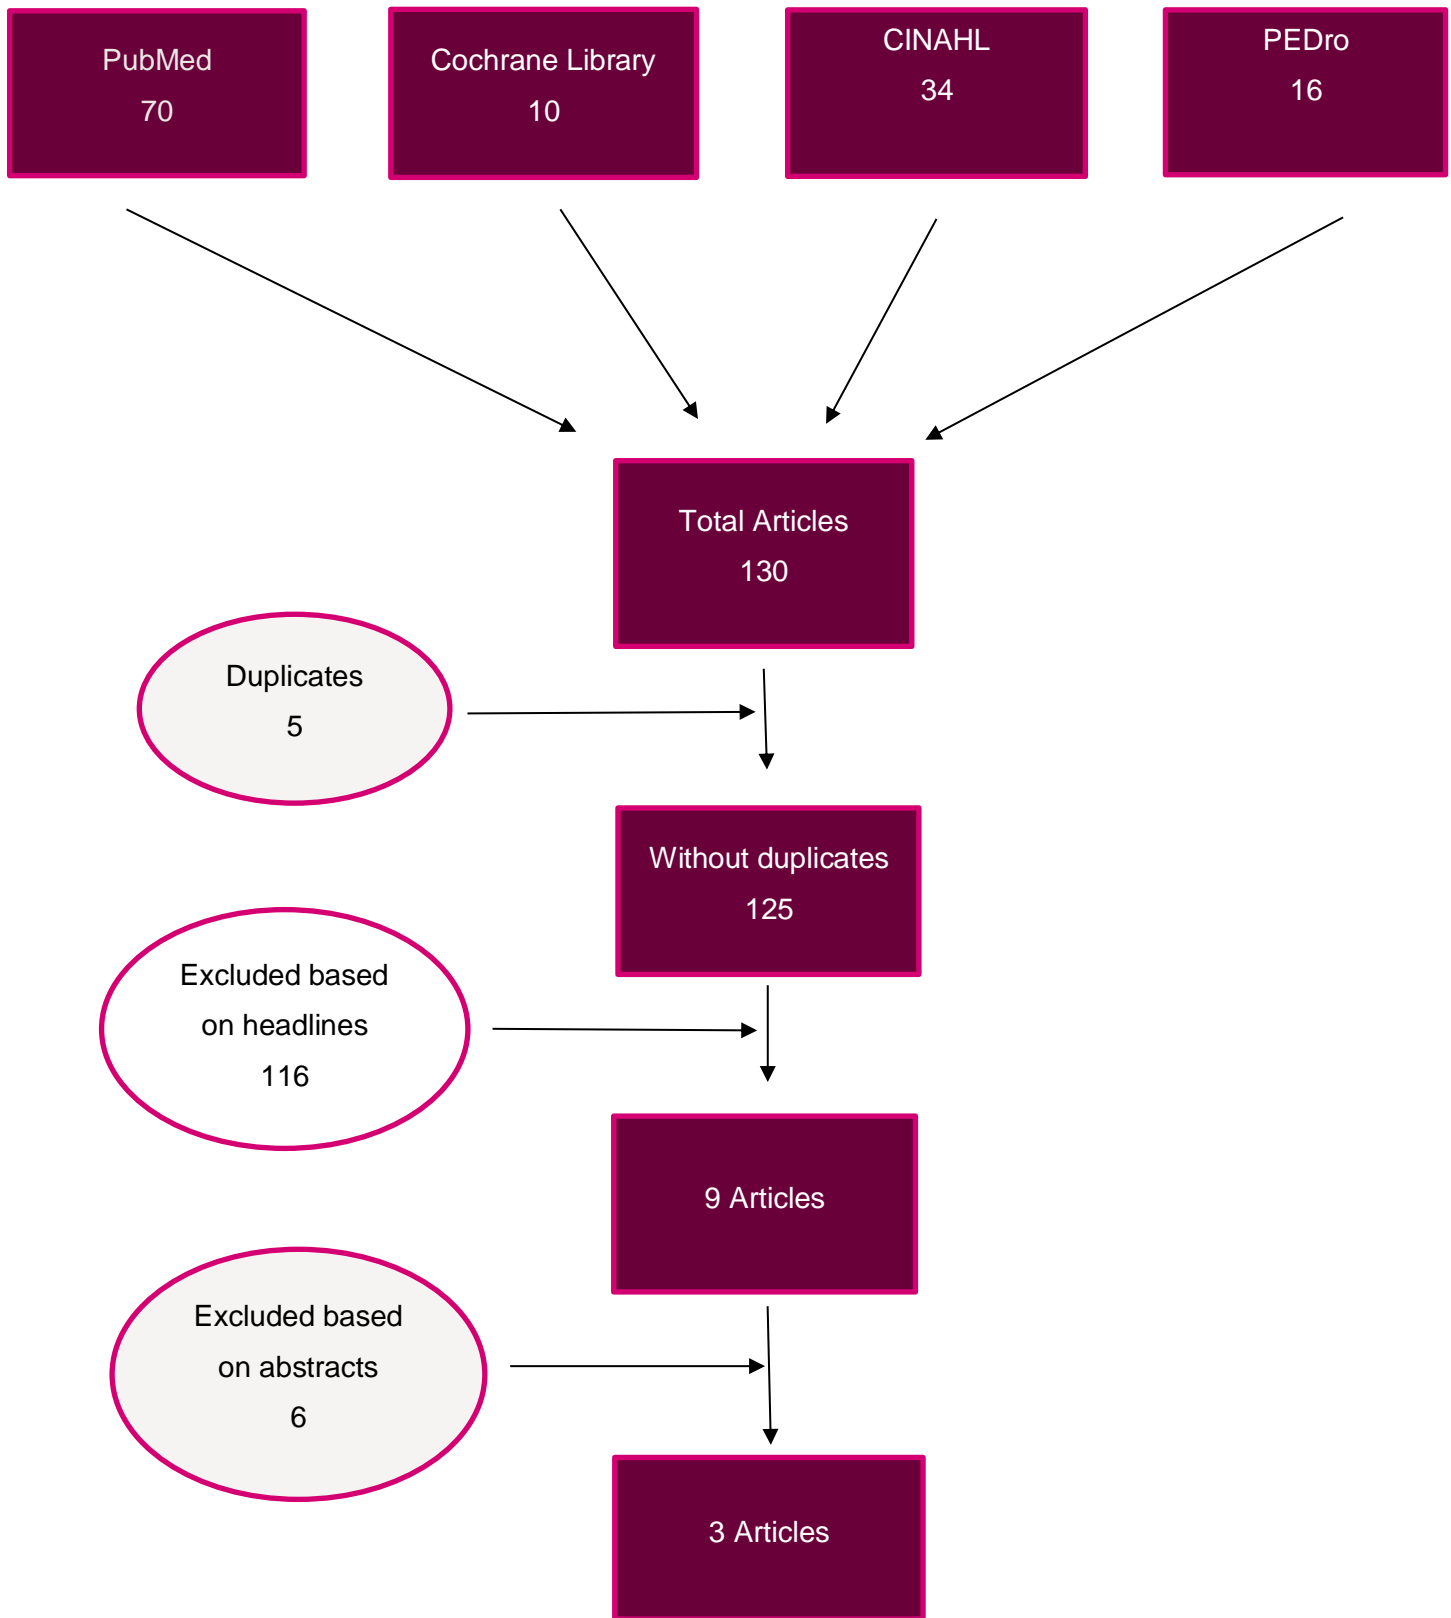 PubMed
70
Cochrane Library
10
CINAHL
34
PEDro
16
Total Articles
130
Duplicates
5
Without duplicates
125
Excluded based
on headlines
116
9 Articles
Excluded based
on abstracts
6
3 Articles